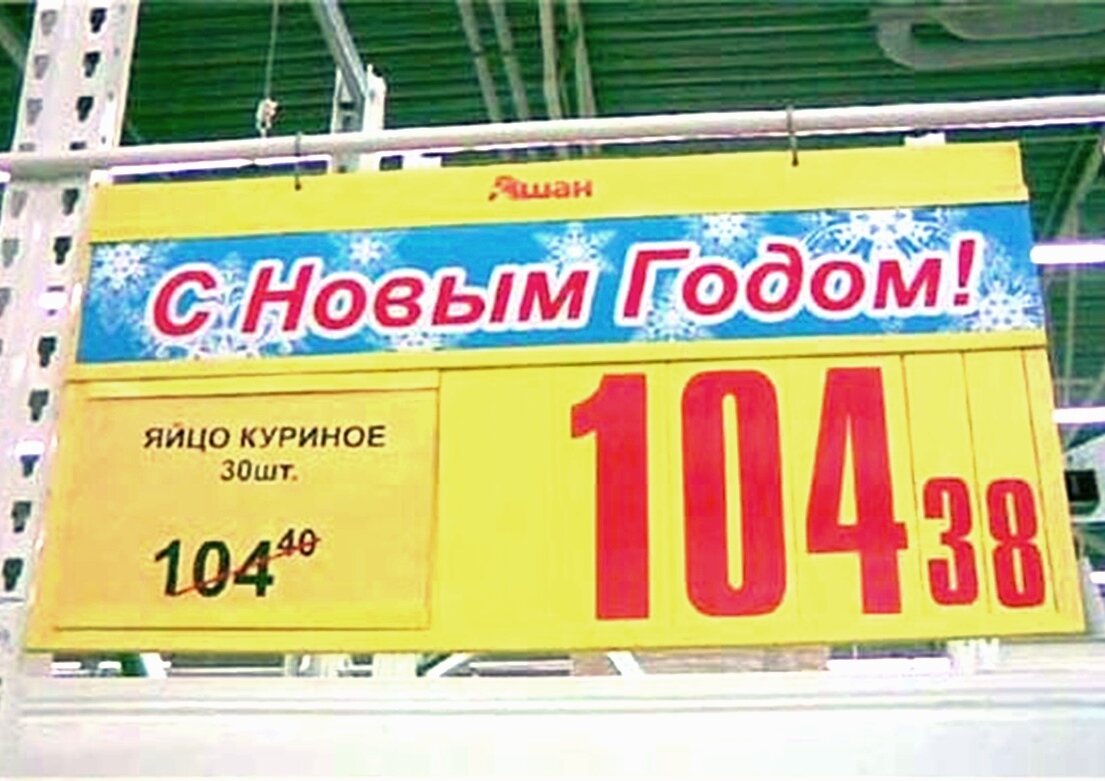 Ашан
С Новым Годом!
ЯЙЦО КУРИНОЕ
30шт.
104 40
104 38